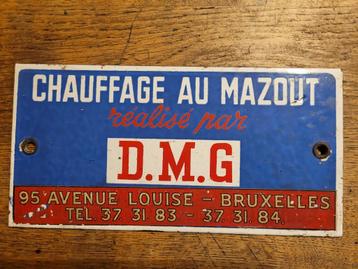 CHAUFFAGE AU MAZOUT
réalisé par
D.M.G
95 AVENUE LOUISE - BRUXELLES
TEL. 37 31 83 - 37.31.84.